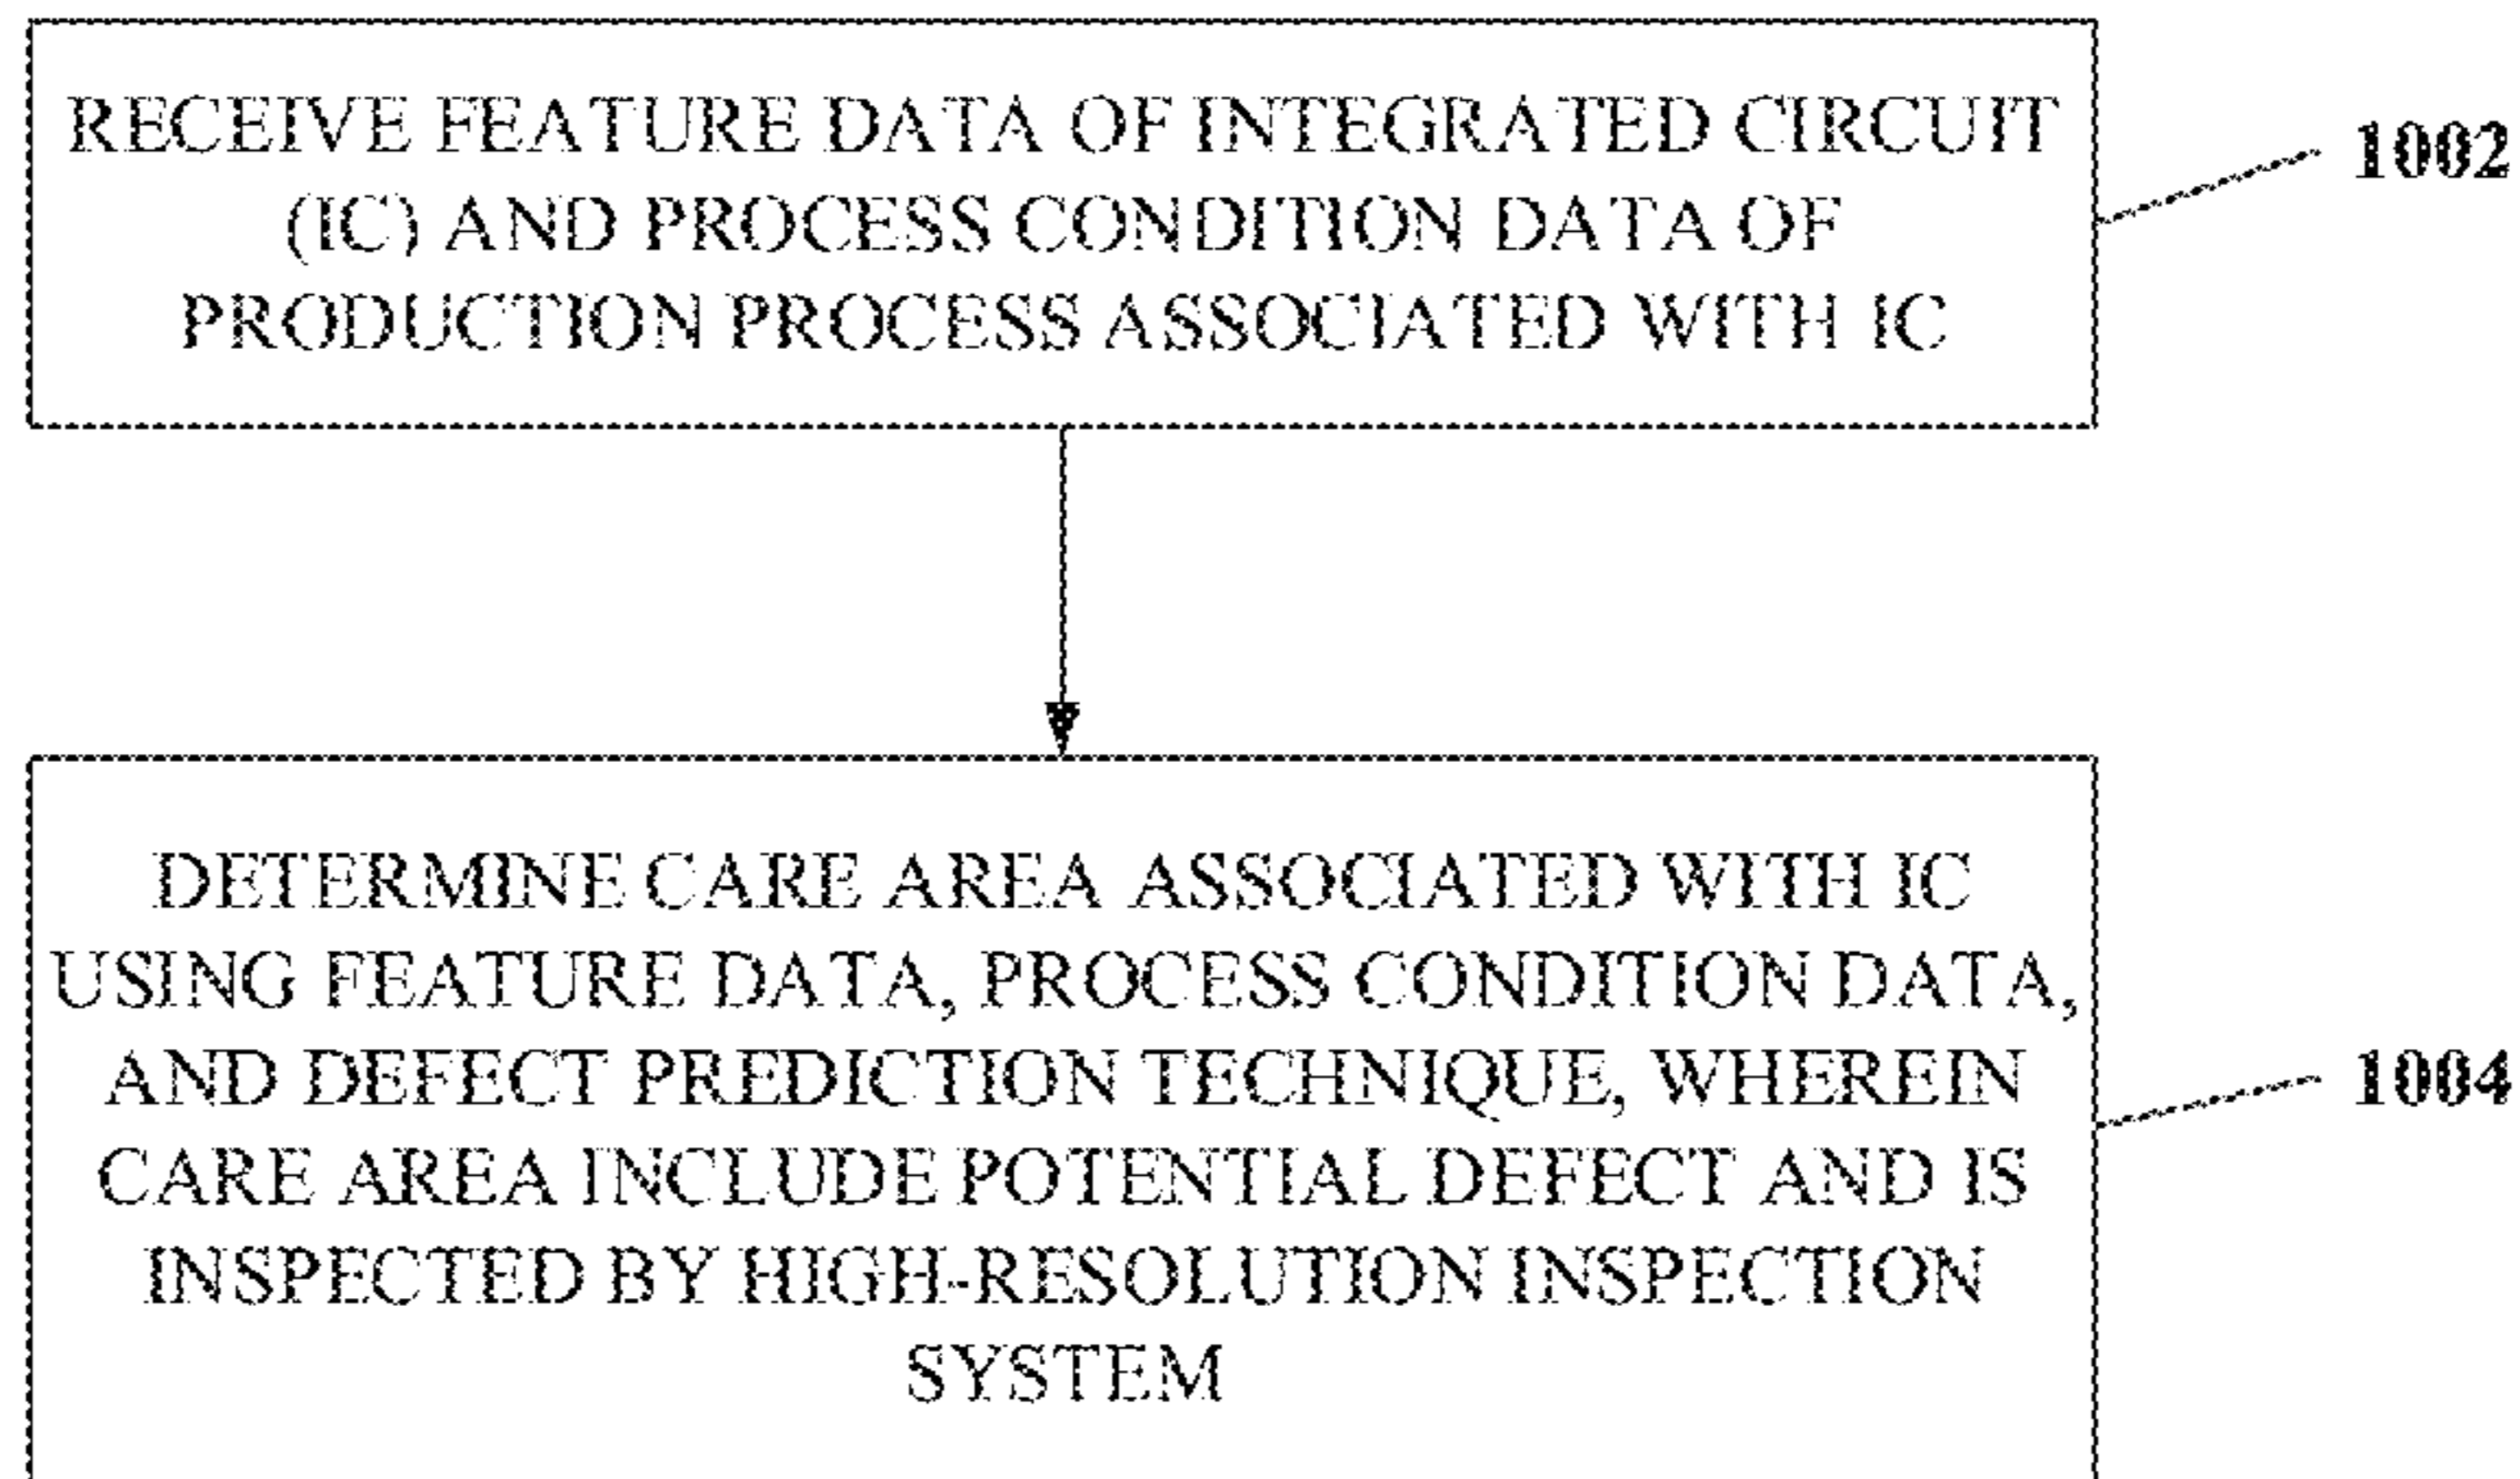 RECEIVE FEATURE DATA OF INTEGRATED CIRCUIT
(IC) AND PROCESS CONDITION DATA OF
PRODUCTION PROCESS ASSOCIATED WITH IC
1002
DETERMINE CARE AREA ASSOCIATED WITH IC
USING FEATURE DATA, PROCESS CONDITION DATA,
AND DEFECT PREDICTION TECHNIQUE, WHEREIN
CARE AREA INCLUDE POTENTIAL DEFECT AND IS
INSPECTED BY HIGH-RESOLUTION INSPECTION
SYSTEM
1004